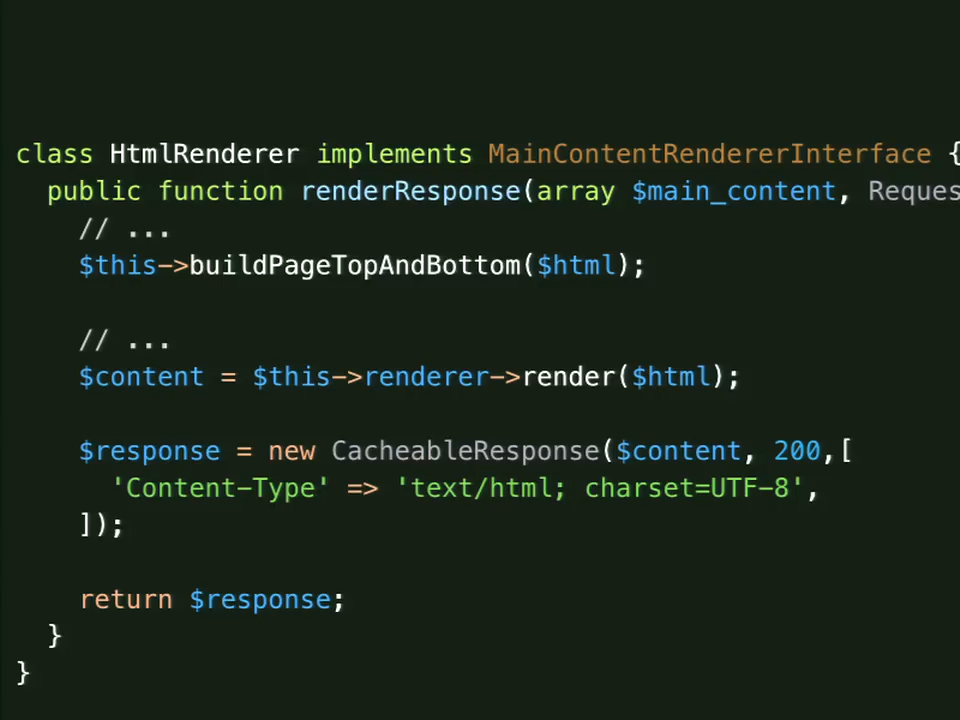 class HtmlRenderer implements MainContentRendererInterface {
  public function renderResponse(array $main_content, Reques
    // ...
    $this->buildPageTopAndBottom($html);

    // ...
    $content = $this->renderer->render($html);

    $response = new CacheableResponse($content, 200,[
      'Content-Type' => 'text/html; charset=UTF-8',
    ]);

    return $response;
  }
}